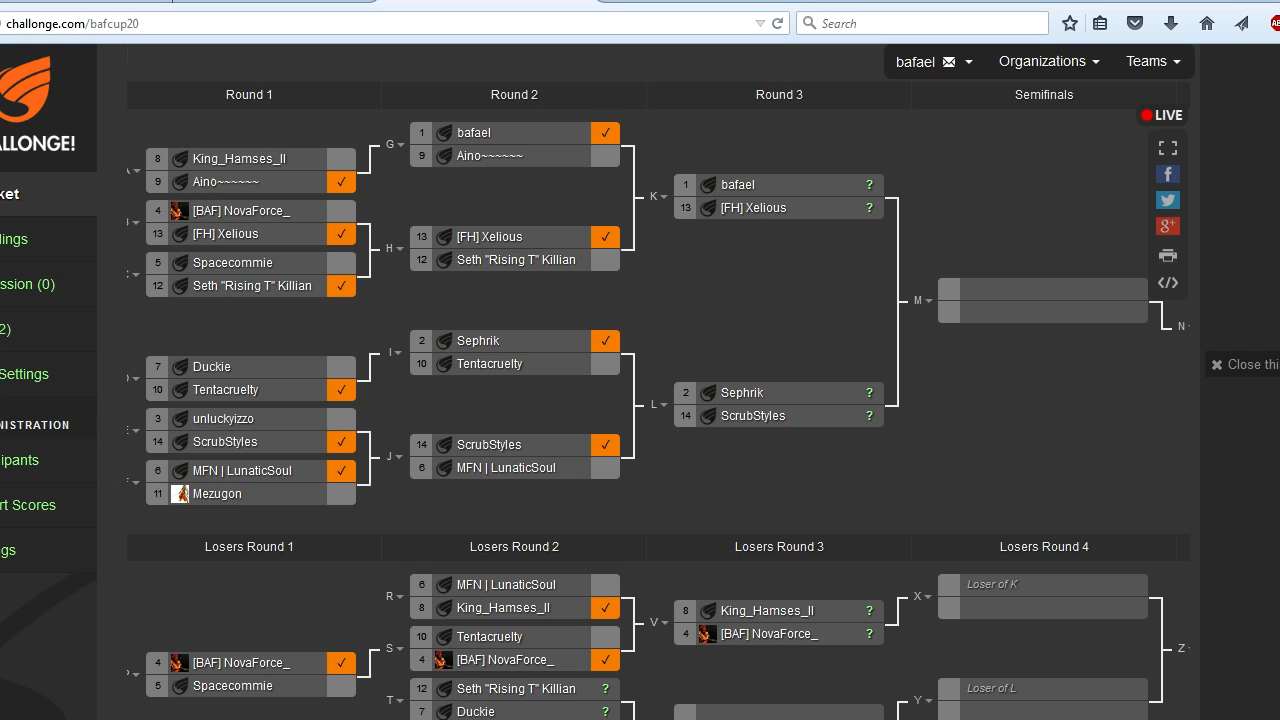 challonge.com/bafcup20
Search
bafael Organizations Teams
ALLONGE!
Round 1 Round 2 Round 3 Semifinals
LIVE
8 King_Hamses_II
9 Aino~~~~~~
4 [BAF] NovaForce_
13 [FH] Xelious
5 Spacecommie
12 Seth "Rising T" Killian
7 Duckie
10 Tentacruelty
3 unluckyizzo
14 ScrubStyles
6 MFN | LunaticSoul
11 Mezugon
G
1 bafael ✓
9 Aino~~~~~~
H
13 [FH] Xelious ✓
12 Seth "Rising T" Killian
I
2 Sephrik ✓
10 Tentacruelty
J
14 ScrubStyles ✓
6 MFN | LunaticSoul
K
1 bafael ?
13 [FH] Xelious ?
L
2 Sephrik ?
14 ScrubStyles ?
M
N
ket
lings
ssion (0)
2)
Settings
NISTRATION
ipants
rt Scores
gs
Close thi
Losers Round 1 Losers Round 2 Losers Round 3 Losers Round 4
4 [BAF] NovaForce_ ✓
5 Spacecommie
R
6 MFN | LunaticSoul
8 King_Hamses_II ✓
S
10 Tentacruelty
4 [BAF] NovaForce_ ✓
T
12 Seth "Rising T" Killian ?
7 Duckie ?
V
8 King_Hamses_II ?
4 [BAF] NovaForce_ ?
X
Loser of K
Y
Loser of L
Z